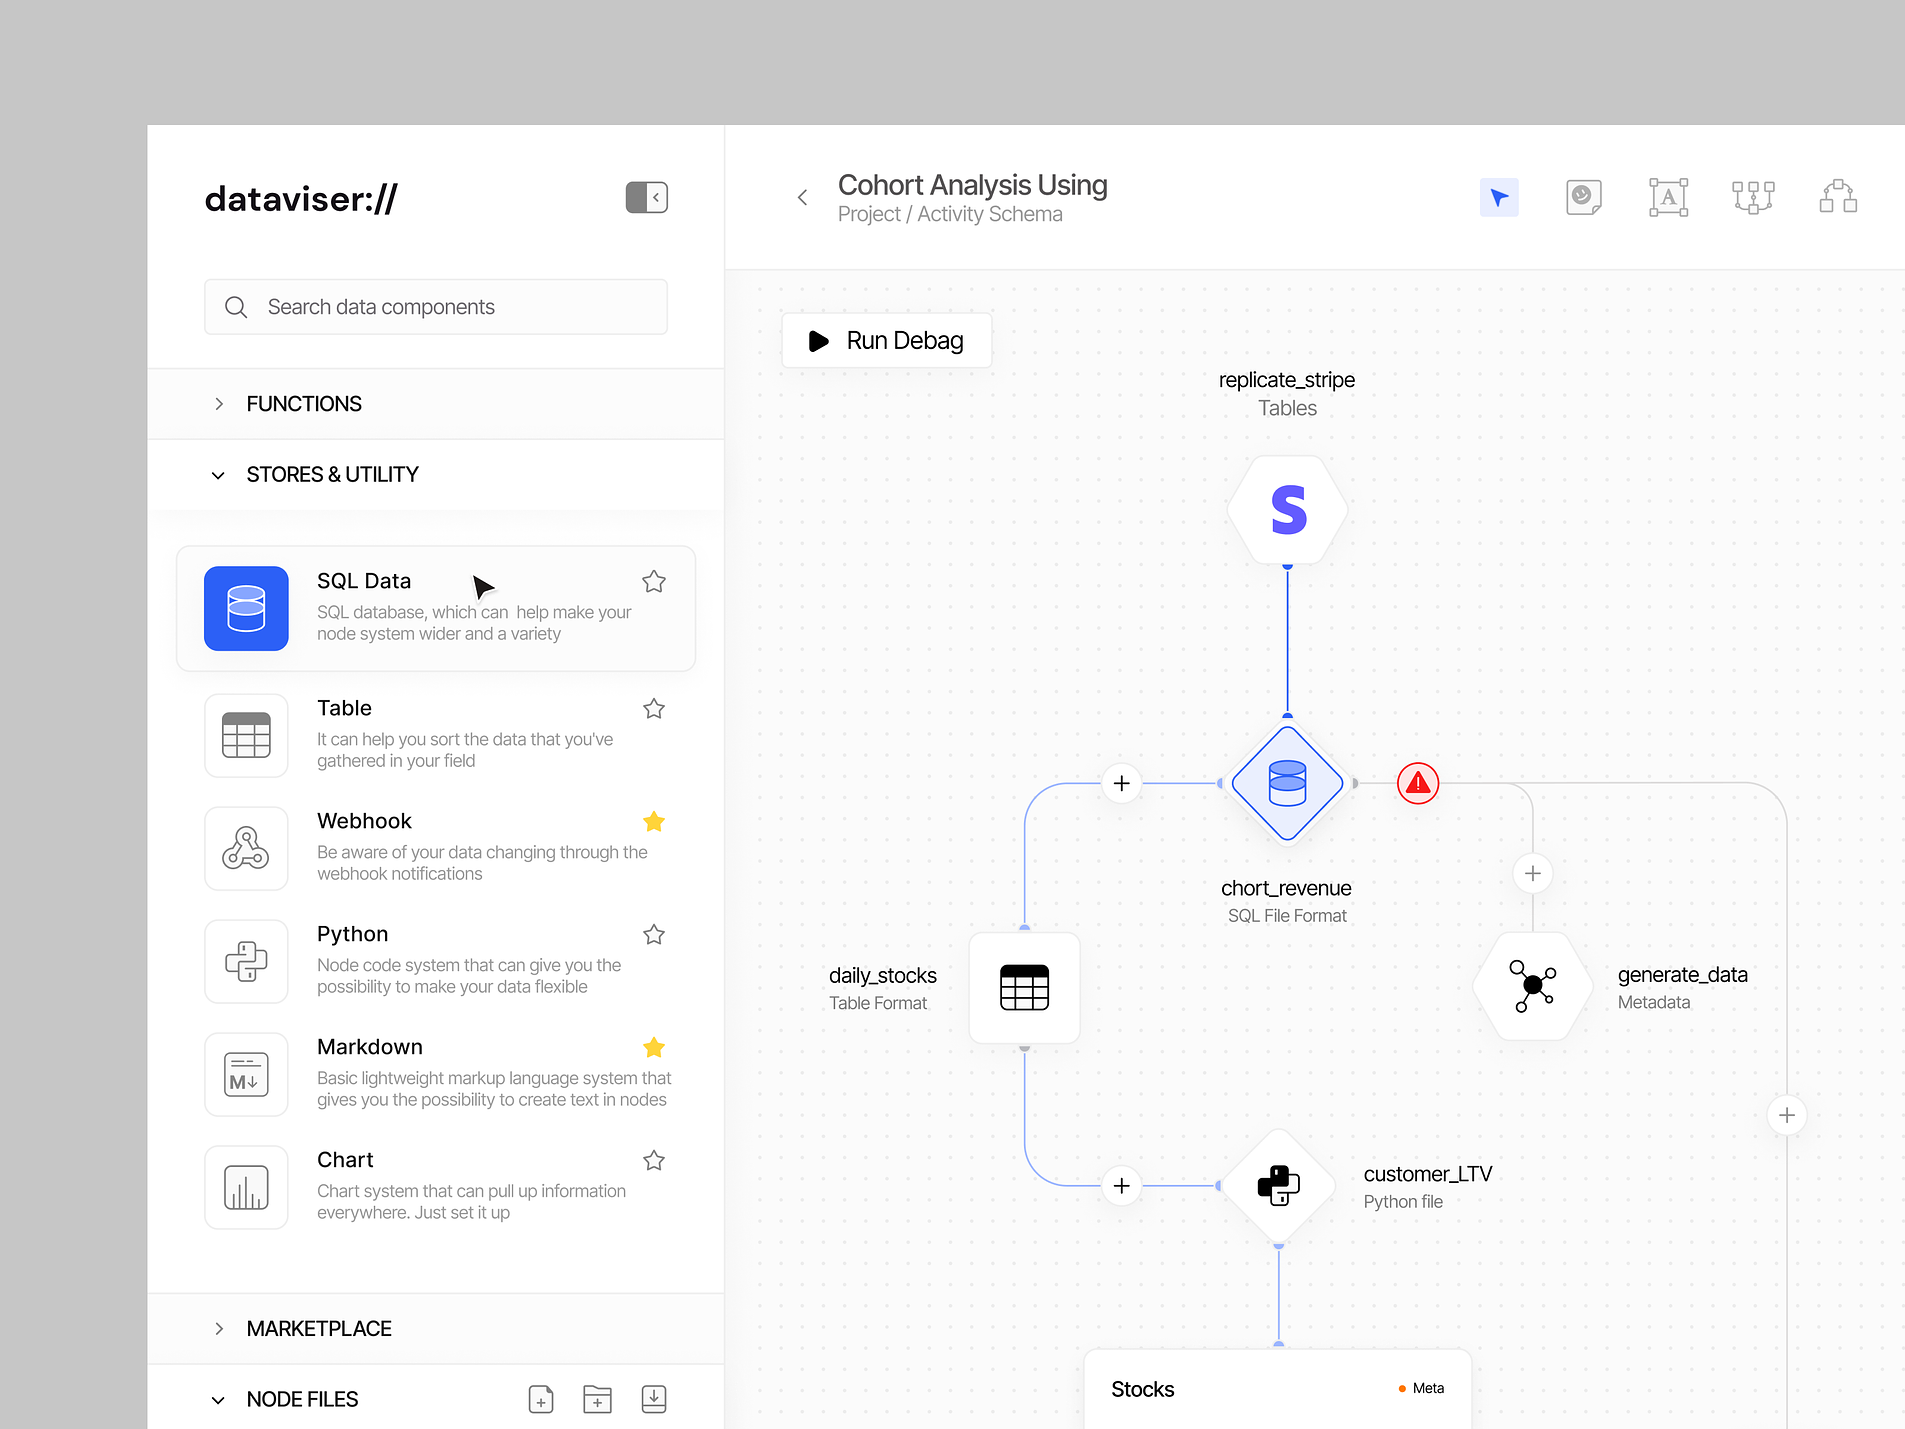 dataviser://
Search data components
FUNCTIONS
STORES & UTILITY
SQL Data
SQL database, which can  help make your
node system wider and a variety
Table
It can help you sort the data that you've
gathered in your field
Webhook
Be aware of your data changing through the
webhook notifications
Python
Node code system that can give you the
possibility to make your data flexible
Markdown
M
Basic lightweight markup language system that
gives you the possibility to create text in nodes
Chart
Chart system that can pull up information
everywhere. Just set it up
MARKETPLACE
NODE FILES
Cohort Analysis Using
Project / Activity Schema
A
Run Debag
replicate_stripe
Tables
S
chort_revenue
SQL File Format
daily_stocks
Table Format
generate_data
Metadata
customer_LTV
Python file
Stocks
Meta